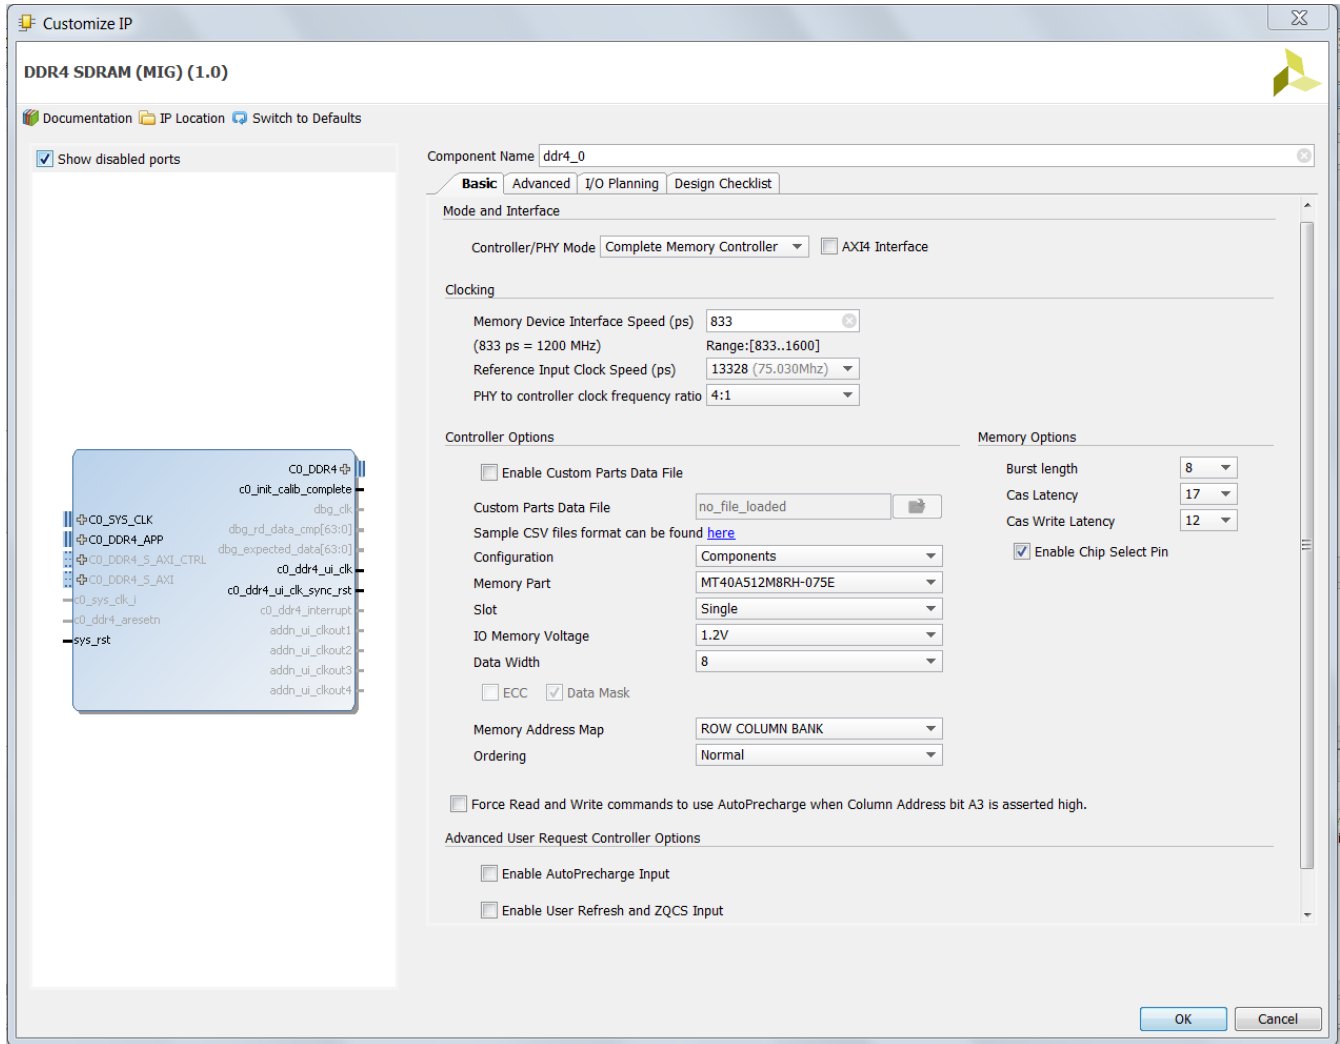 Customize IP
DDR4 SDRAM (MIG) (1.0)
Documentation IP Location Switch to Defaults
Show disabled ports
C0_DDR4
c0_init_calib_complete
dbg_clk
C0_SYS_CLK
dbg_rd_data_cmp[63:0]
C0_DDR4_APP
dbg_expected_data[63:0]
C0_DDR4_S_AXI_CTRL
c0_ddr4_ui_clk
C0_DDR4_S_AXI
c0_ddr4_ui_clk_sync_rst
c0_sys_clk_i
c0_ddr4_interrupt
c0_ddr4_aresetn
addn_ui_clkout1
sys_rst
addn_ui_clkout2
addn_ui_clkout3
addn_ui_clkout4
Component Name ddr4_0
Basic Advanced I/O Planning Design Checklist
Mode and Interface
Controller/PHY Mode Complete Memory Controller AXI4 Interface
Clocking
Memory Device Interface Speed (ps) 833
(833 ps = 1200 MHz) Range:[833..1600]
Reference Input Clock Speed (ps) 13328 (75.030Mhz)
PHY to controller clock frequency ratio 4:1
Controller Options
Enable Custom Parts Data File
Custom Parts Data File no_file_loaded
Sample CSV files format can be found here
Configuration Components
Memory Part MT40A512M8RH-075E
Slot Single
IO Memory Voltage 1.2V
Data Width 8
ECC Data Mask
Memory Address Map ROW COLUMN BANK
Ordering Normal
Memory Options
Burst length 8
Cas Latency 17
Cas Write Latency 12
Enable Chip Select Pin
Force Read and Write commands to use AutoPrecharge when Column Address bit A3 is asserted high.
Advanced User Request Controller Options
Enable AutoPrecharge Input
Enable User Refresh and ZQCS Input
OK Cancel